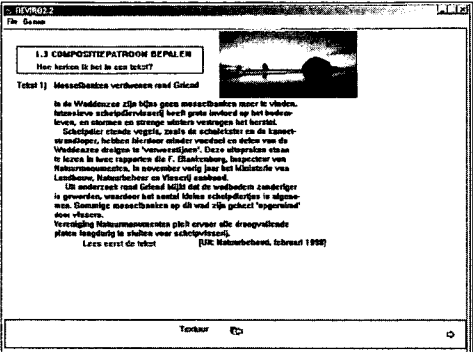 REVIRO2.2
File
1.3 COMPOSITIEPATROON BEPALEN
Hoe herken ik het in een tekst?
Tekst 1) Mosselbanken verdwenen rond Griend
In de Waddenzee zijn bijna geen mosselbanken meer te vinden.
Intensieve schelpdiervisserij heeft grote invloed op het bodem-
leven, en stormen en strenge winters vertragen het herstel.
Schelpdier etende vogels, zoals de scholekster en de kanoet-
strandloper, hebben hierdoor minder voedsel en delen van de
Waddenzee dreigen te 'verwoestijnen'. Deze uitspraken staan
te lezen in twee rapporten die F. Blankenburg, inspecteur van
Natuurmonumenten, in november vorig jaar het Ministerie van
Landbouw, Natuurbeheer en Visserij aanbood.
Uit onderzoek rond Griend blijkt dat de wadbodem zandiger
is geworden, waardoor het aantal kleine schelpdiertjes is afgeno-
men. Sommige mosselbanken op dit wad zijn geheel 'opgeruimd'
door vissers.
Vereniging Natuurmonumenten pleit ervoor alle droogvallende
platen langdurig te sluiten voor schelpvisserij.
Lees eerst de tekst [Uit: Natuurbehoud, februari 1998]
Textuur